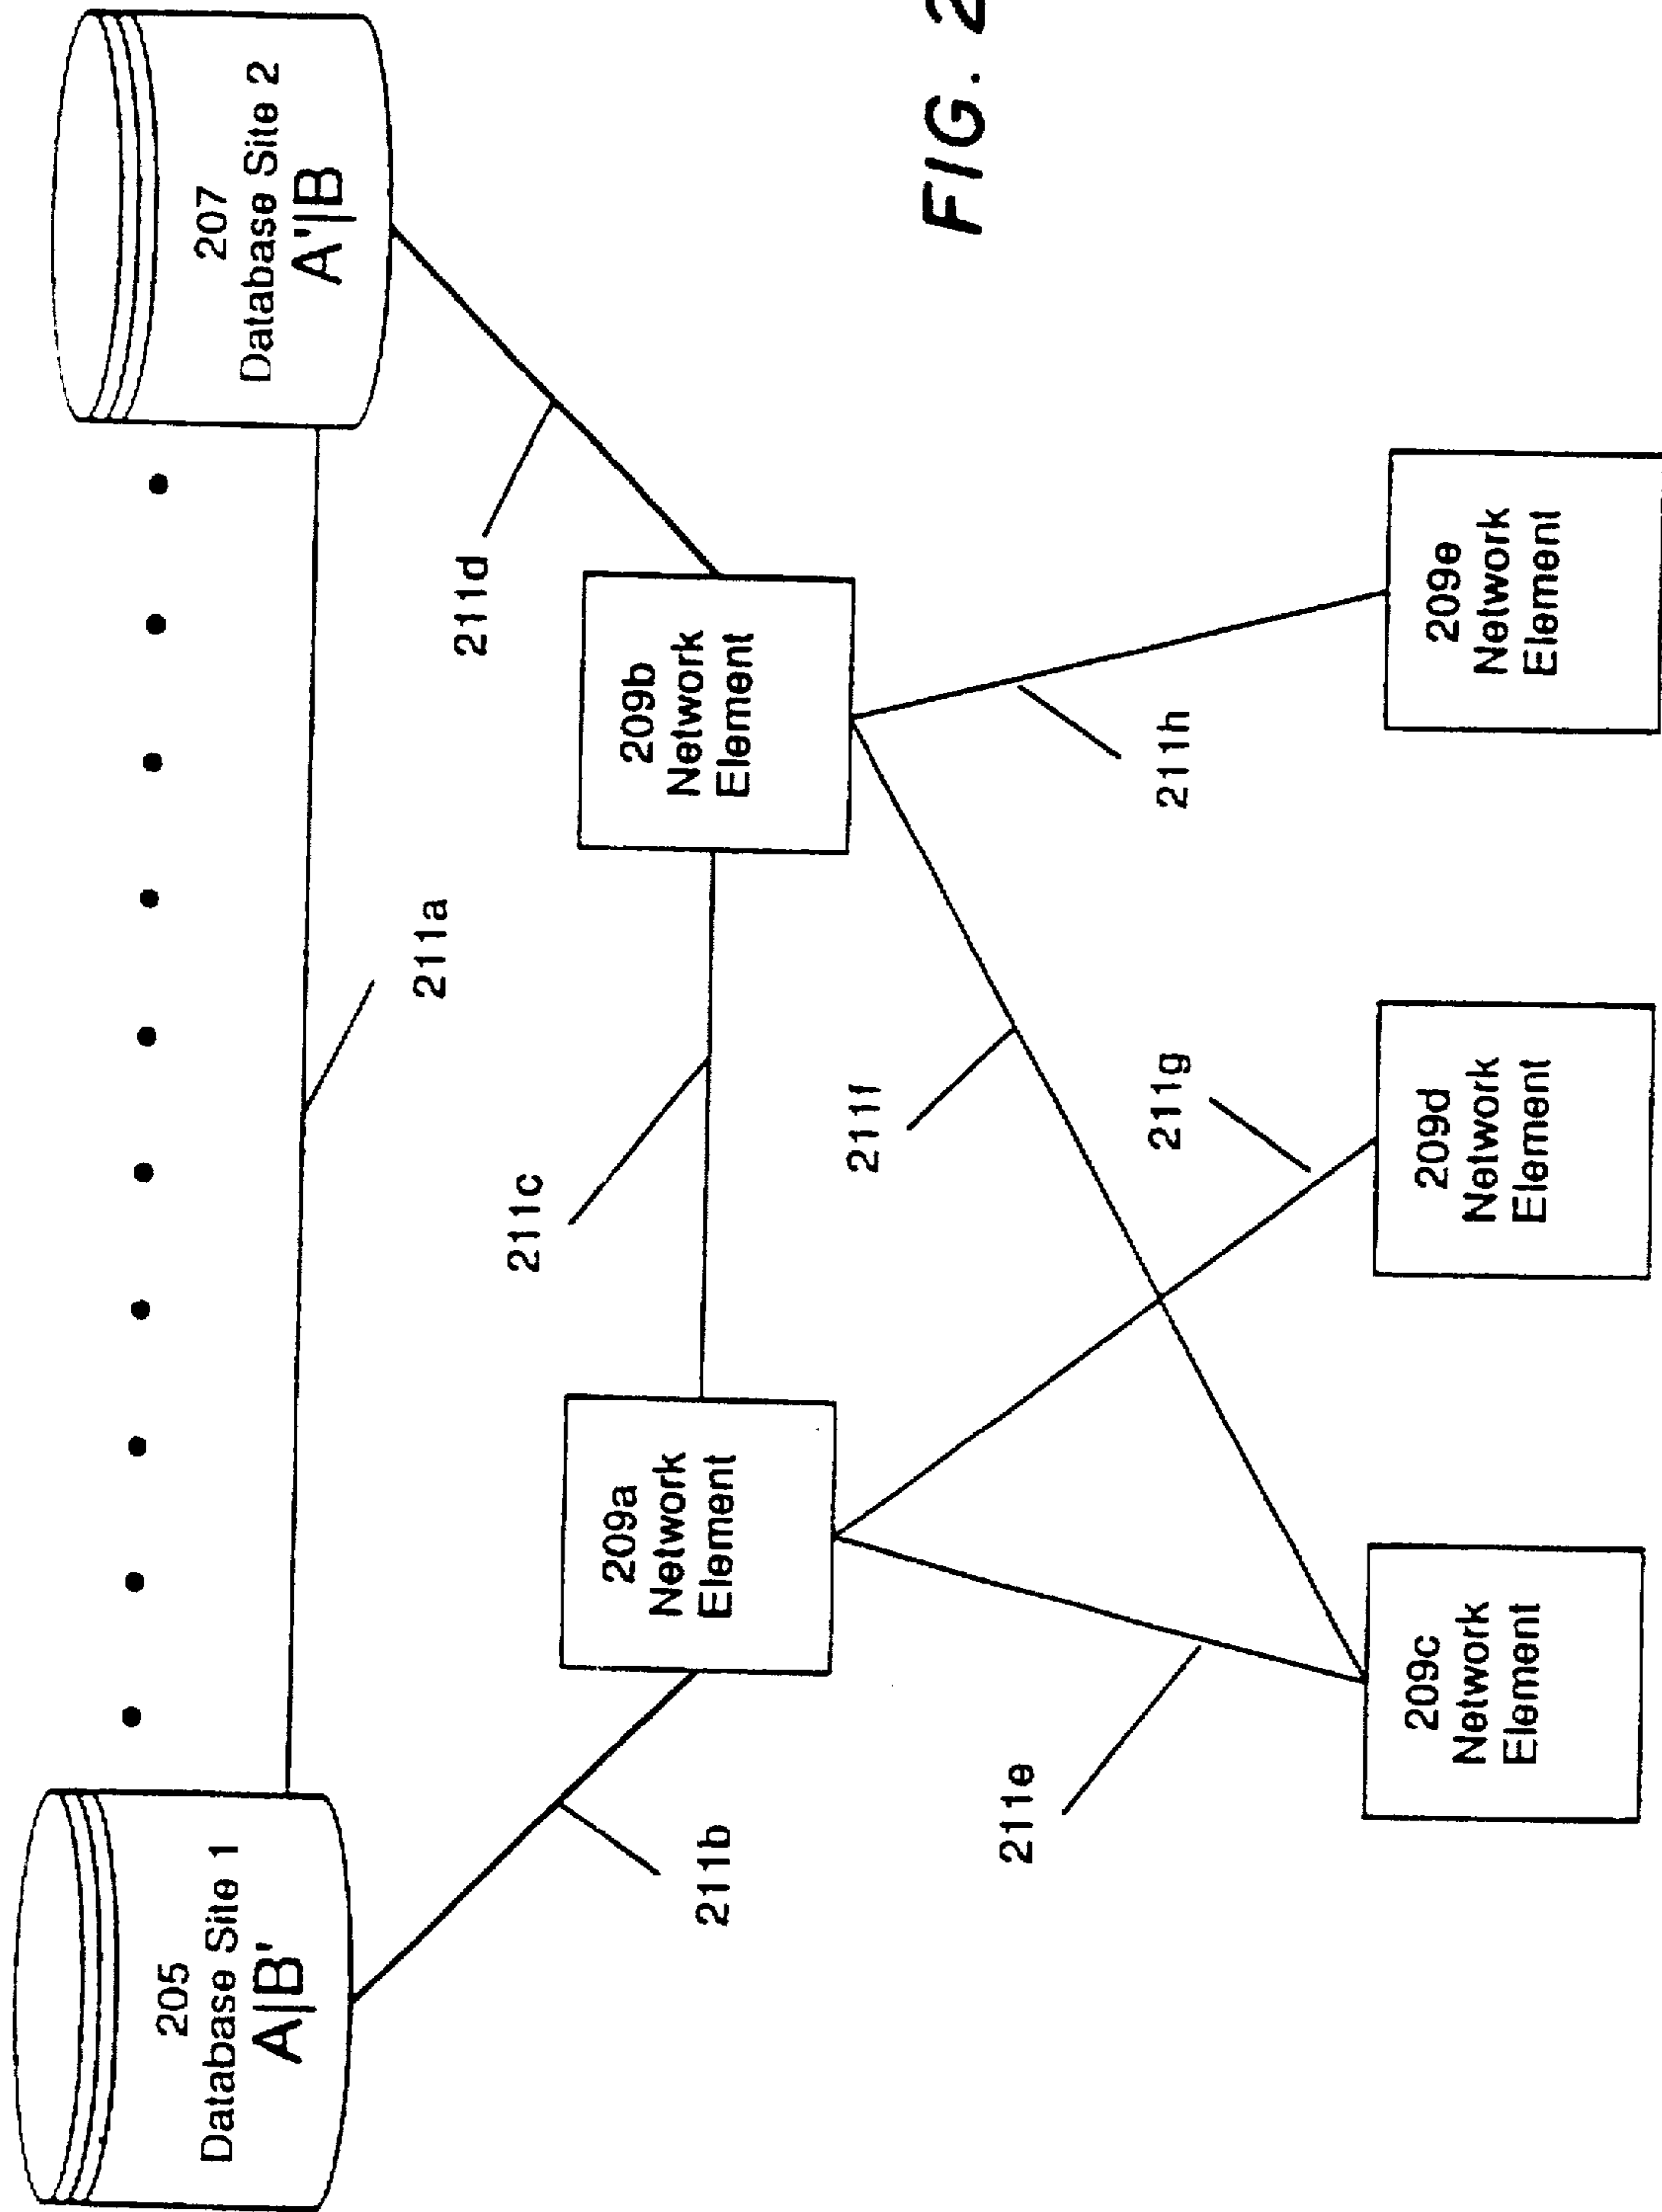 205
Database Site 1
A|B'
207
Database Site 2
A'|B
211a
211b
211c
211d
209a
Network
Element
209b
Network
Element
211e
211f
211g
211h
209c
Network
Element
209d
Network
Element
209e
Network
Element
FIG. 2